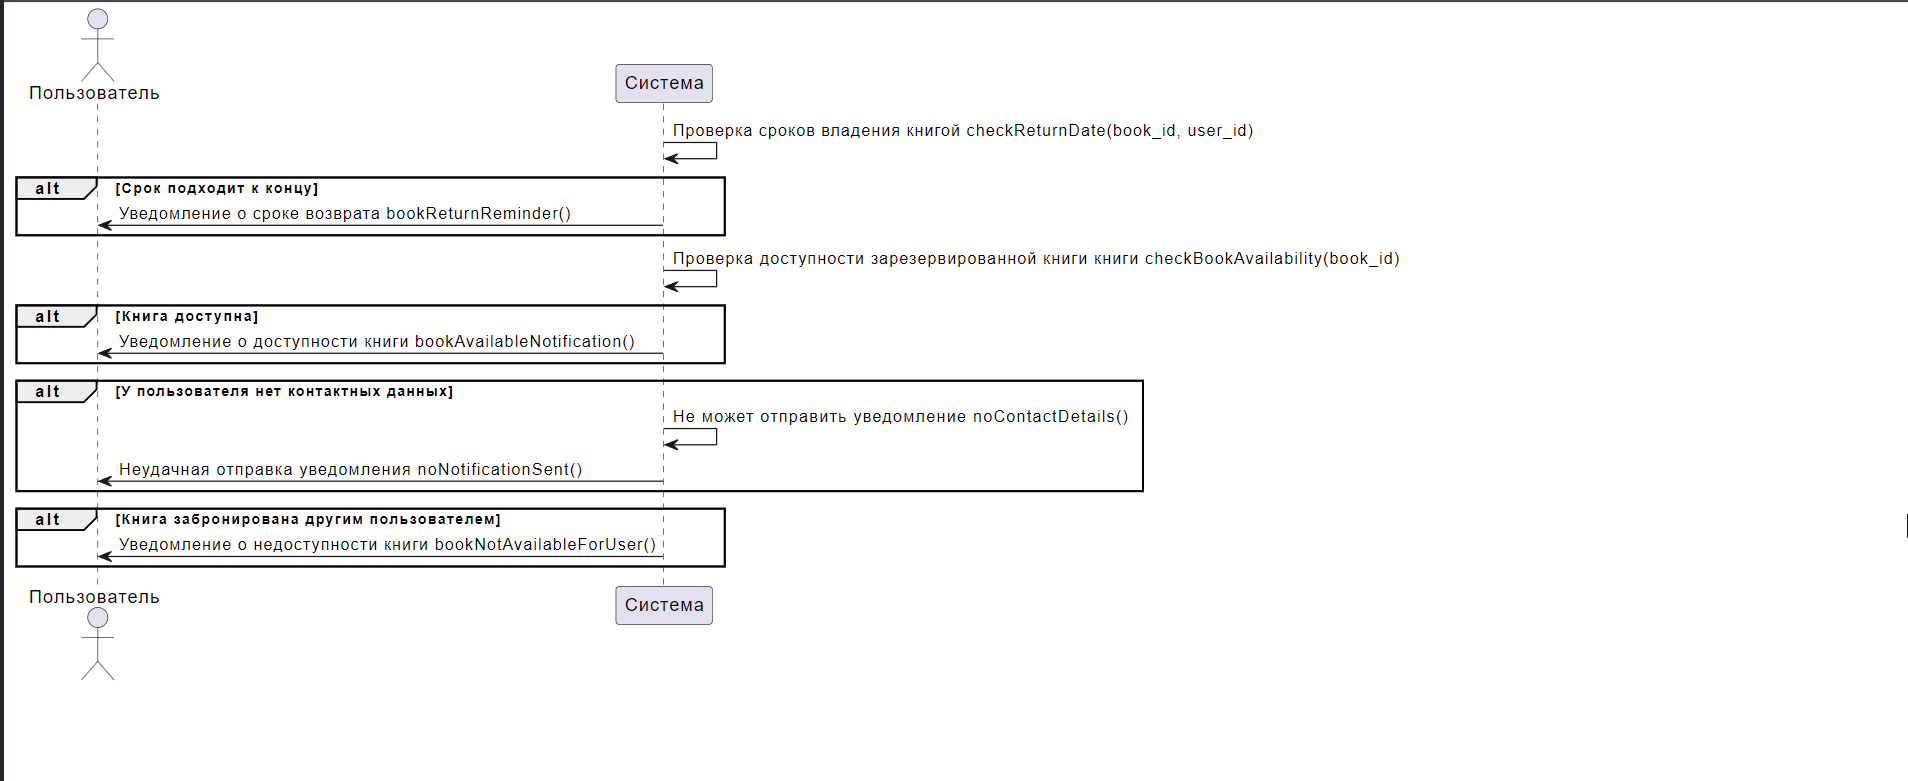 Пользователь
Система
Проверка сроков владения книгой checkReturnDate(book_id, user_id)
alt [Срок подходит к концу]
Уведомление о сроке возврата bookReturnReminder()
Проверка доступности зарезервированной книги книги checkBookAvailability(book_id)
alt [Книга доступна]
Уведомление о доступности книги bookAvailableNotification()
alt [У пользователя нет контактных данных]
Не может отправить уведомление noContactDetails()
Неудачная отправка уведомления noNotificationSent()
alt [Книга забронирована другим пользователем]
Уведомление о недоступности книги bookNotAvailableForUser()
Пользователь
Система